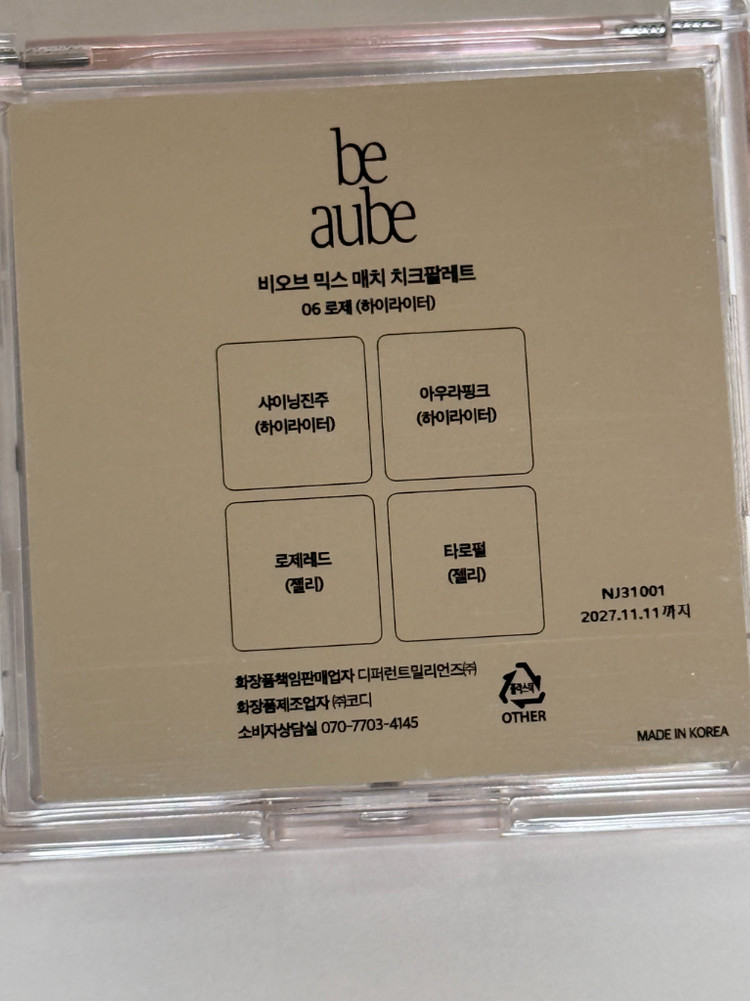 be
aube
비오브 믹스 매치 치크팔레트
06 로제 (하이라이터)
샤이닝진주
(하이라이터)
아우라핑크
(하이라이터)
로제레드
(젤리)
타로펄
(젤리)
NJ31001
2027.11.11까지
화장품책임판매업자 디퍼런트밀리언즈㈜
화장품제조업자 ㈜코디
소비자상담실 070-7703-4145
플라스틱
OTHER
MADE IN KOREA